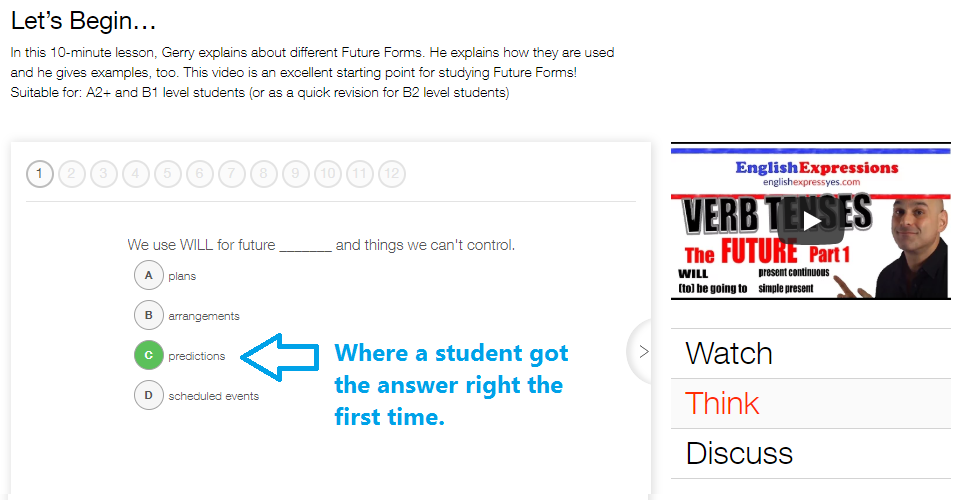 Let's Begin…
In this 10-minute lesson, Gerry explains about different Future Forms. He explains how they are used
and he gives examples, too. This video is an excellent starting point for studying Future Forms!
Suitable for: A2+ and B1 level students (or as a quick revision for B2 level students)
1 2 3 4 5 6 7 8 9 10 11 12
We use WILL for future _______ and things we can't control.
A plans
B arrangements
C predictions
D scheduled events
Where a student got
the answer right the
first time.
EnglishExpressions
englishexpressyes.com
VERB TENSES
The FUTURE Part 1
WILL present continuous
(to) be going to simple present
Watch
Think
Discuss